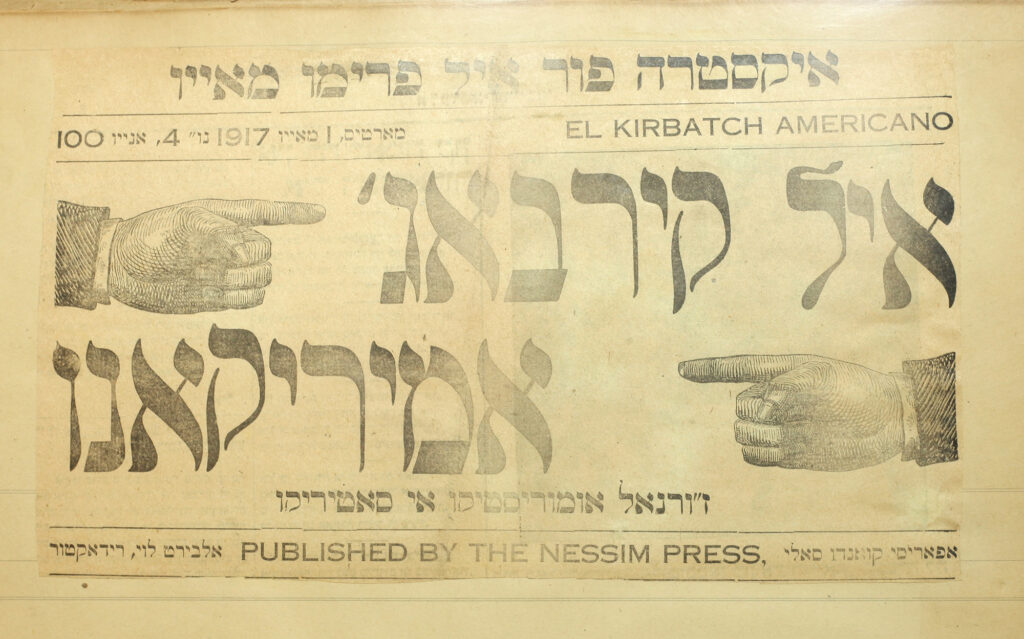 איקסטרה פור איל פרימו מאייו
EL KIRBATCH AMERICANO
מארטיס, 1 מאייו 1917 נו״ 4, אנייו 100
איל קירבאג׳
אמיריקאנו
ז׳׳ורנאל אומוריסטיקו אי סאטיריקו
אפאריסי קואנדו סאלי PUBLISHED BY THE NESSIM PRESS, אלבירט לוי, רידאקטור